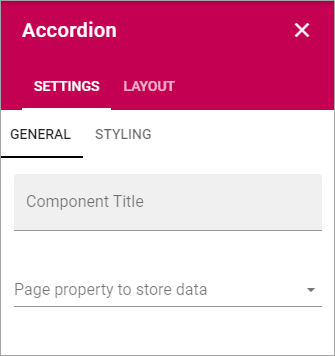 Accordion
SETTINGS LAYOUT
GENERAL STYLING
Component Title
Page property to store data